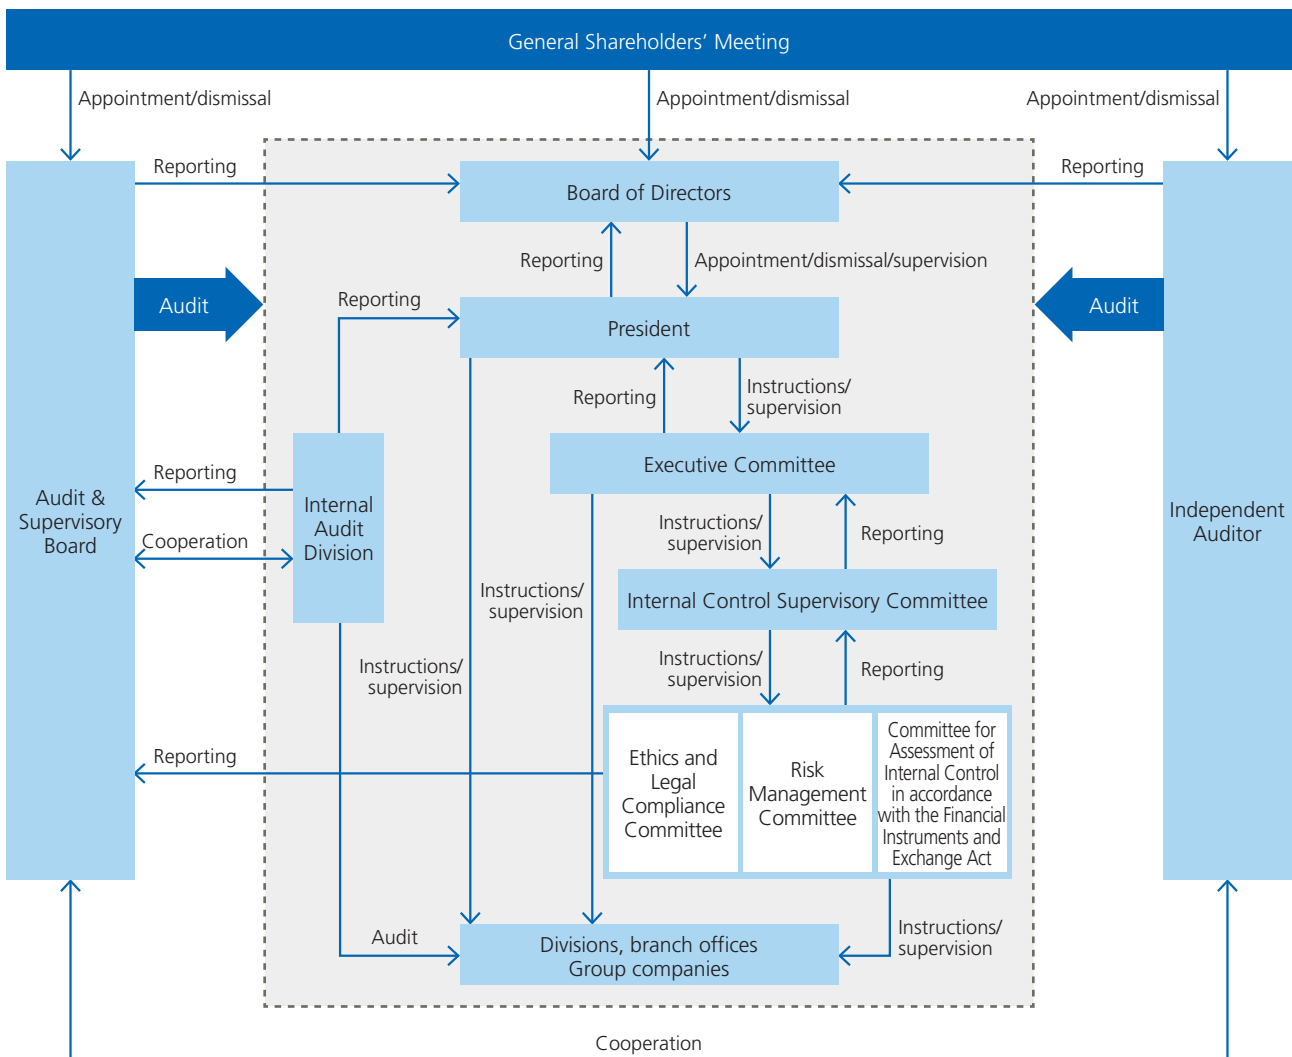 General Shareholders’ Meeting
Appointment/dismissal
Appointment/dismissal
Appointment/dismissal
Reporting
Board of Directors
Reporting
Reporting
Appointment/dismissal/supervision
Audit
Reporting
Audit
President
Reporting
Instructions/
supervision
Executive Committee
Reporting
Audit &
Supervisory
Board
Cooperation
Internal
Audit
Division
Instructions/
supervision
Reporting
Independent
Auditor
Instructions/
supervision
Internal Control Supervisory Committee
Instructions/
supervision
Instructions/
supervision
Reporting
Reporting
Ethics and
Legal
Compliance
Committee
Risk
Management
Committee
Committee for
Assessment of
Internal Control
in accordance
with the Financial
Instruments and
Exchange Act
Audit
Divisions, branch offices
Group companies
Instructions/
supervision
Cooperation